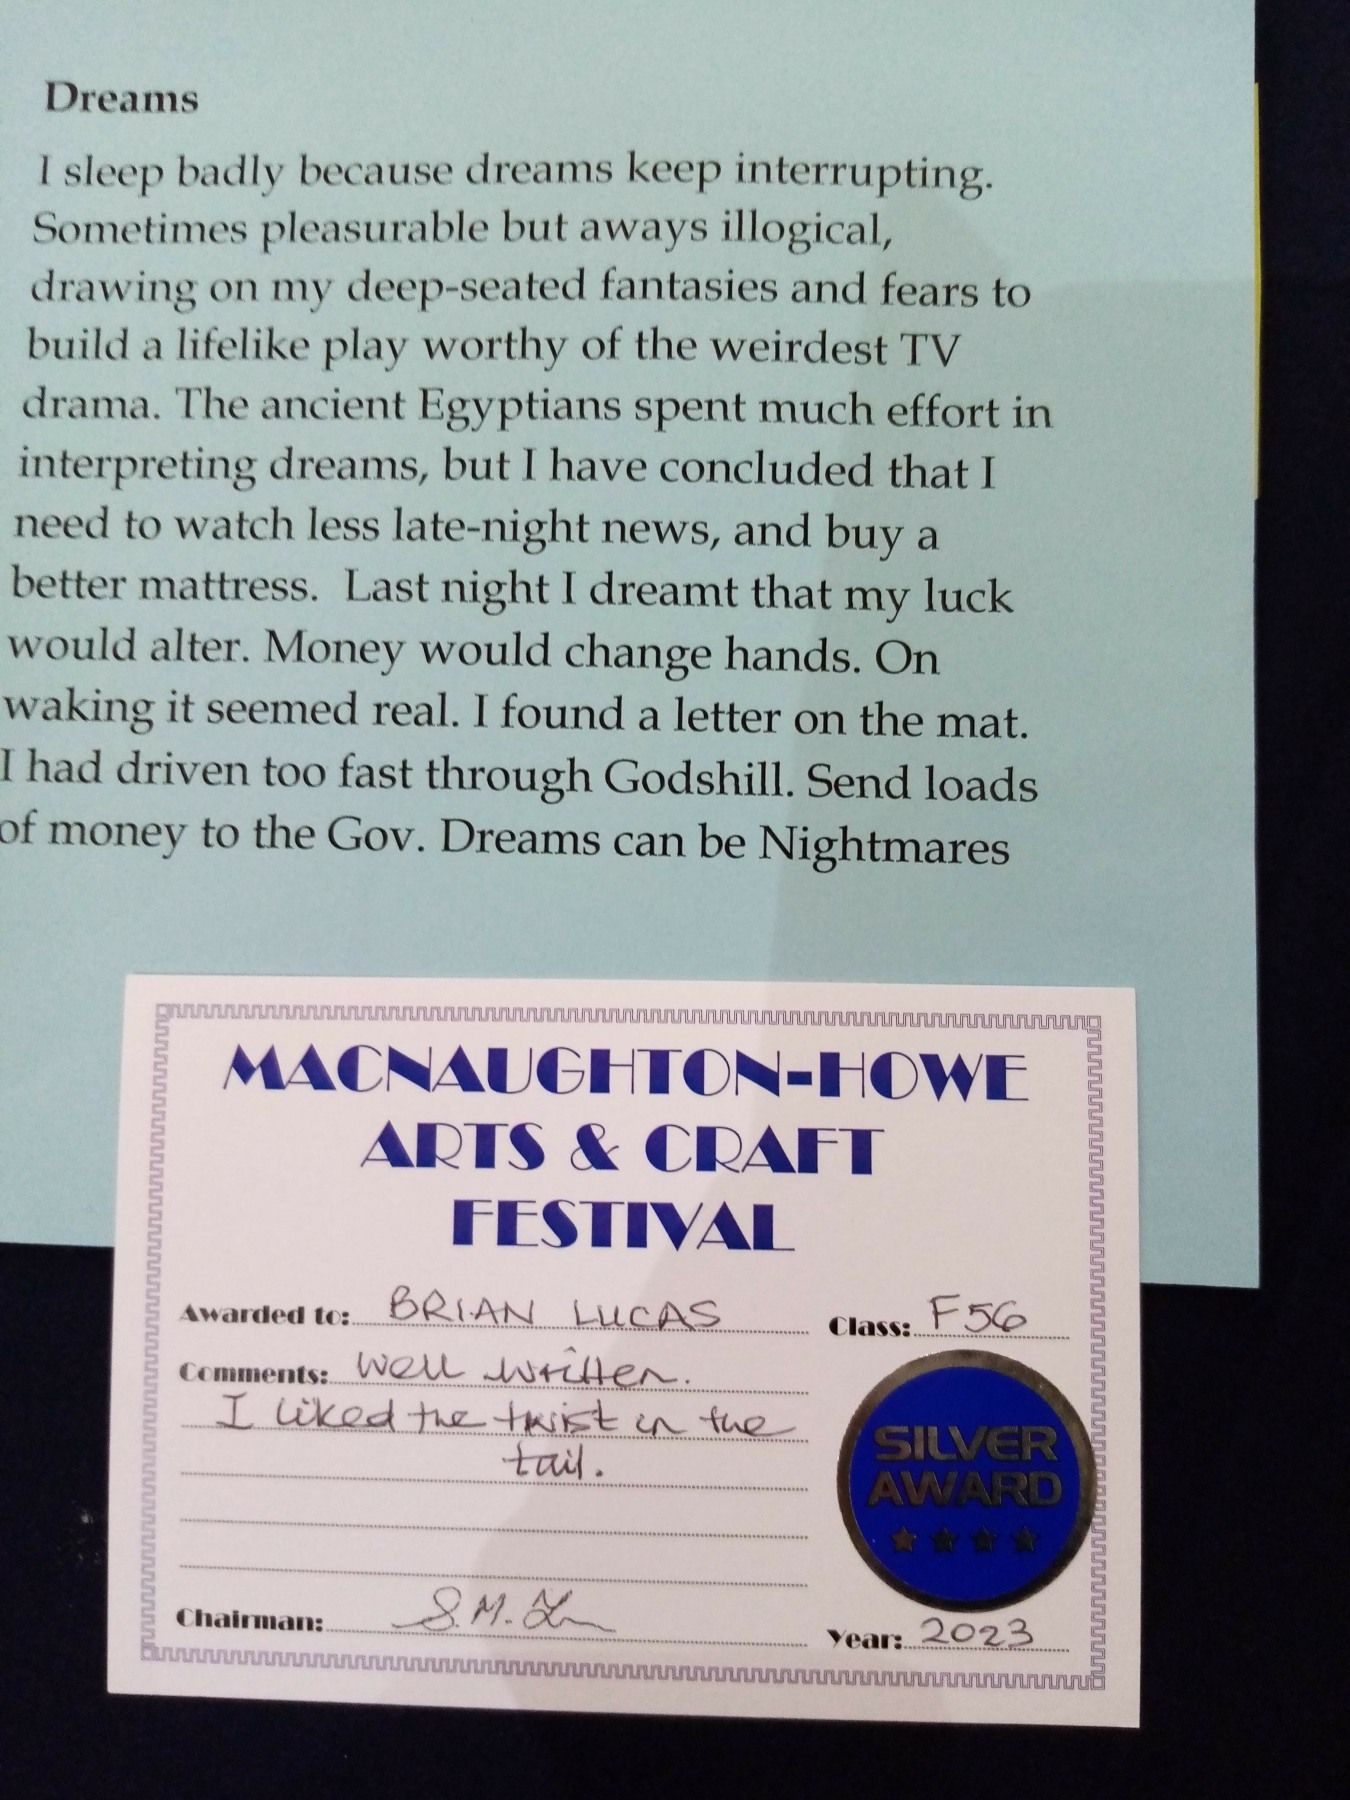 Dreams
I sleep badly because dreams keep interrupting.
Sometimes pleasurable but aways illogical,
drawing on my deep-seated fantasies and fears to
build a lifelike play worthy of the weirdest TV
drama. The ancient Egyptians spent much effort in
interpreting dreams, but I have concluded that I
need to watch less late-night news, and buy a
better mattress.  Last night I dreamt that my luck
would alter. Money would change hands. On
waking it seemed real. I found a letter on the mat.
I had driven too fast through Godshill. Send loads
of money to the Gov. Dreams can be Nightmares
MACNAUGHTON-HOWE
ARTS & CRAFT
FESTIVAL
Awarded to: BRIAN LUCAS Class: F56
Comments: Well written.
I liked the twist in the
tail.
SILVER
AWARD
Chairman: S.M.
Year: 2023